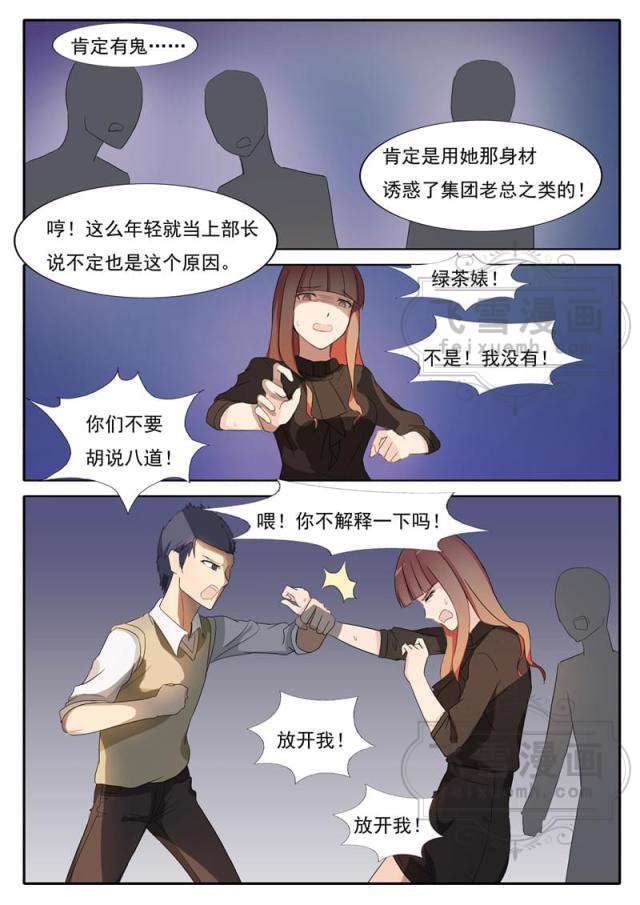 肯定有鬼……
肯定是用她那身材
诱惑了集团老总之类的！
哼！这么年轻就当上部长
说不定也是这个原因。
绿茶婊！
飞雪漫画
feixuemh.com
不是！我没有！
你们不要
胡说八道！
喂！你不解释一下吗！
放开我！
飞雪漫画
feixuemh.com
放开我！